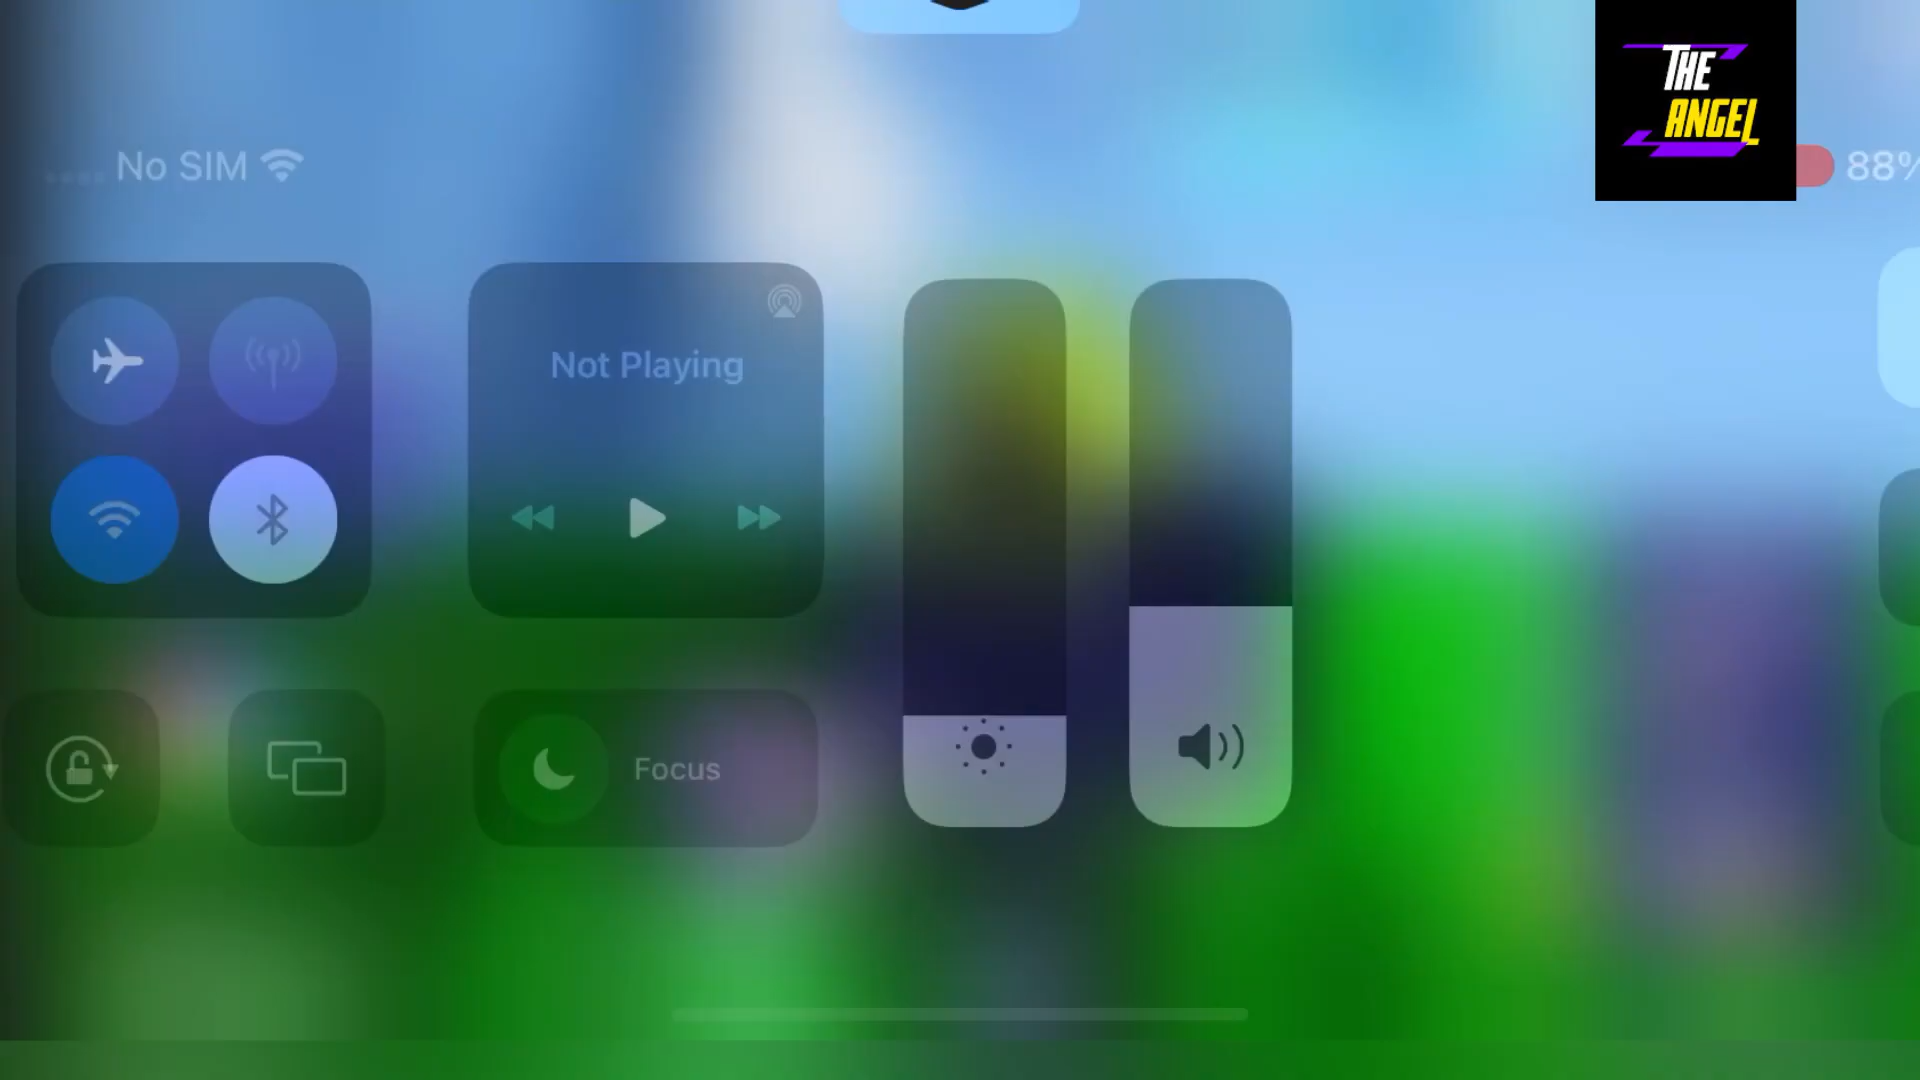 THE
ANGEL
No SIM
88%
Not Playing
Focus